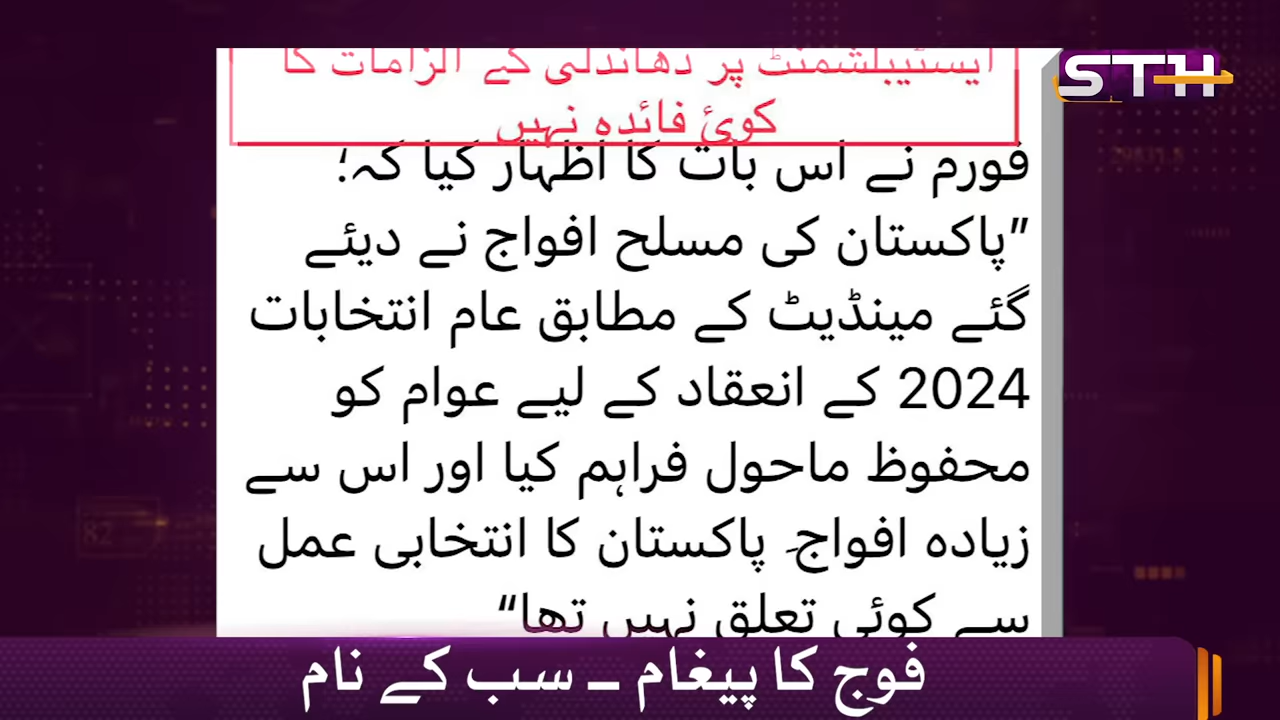 ایسٹیبلشمنٹ پر دھاندلی کے الزامات کا
کوئ فائدہ نہیں
STH
فورم نے اس بات کا اظہار کیا کہ؛
”پاکستان کی مسلح افواج نے دیئے
گئے مینڈیٹ کے مطابق عام انتخابات
2024 کے انعقاد کے لیے عوام کو
محفوظ ماحول فراہم کیا اور اس سے
زیادہ افواجِ پاکستان کا انتخابی عمل
سے کوئی تعلق نہیں تھا“
فوج کا پیغام ۔ سب کے نام
82